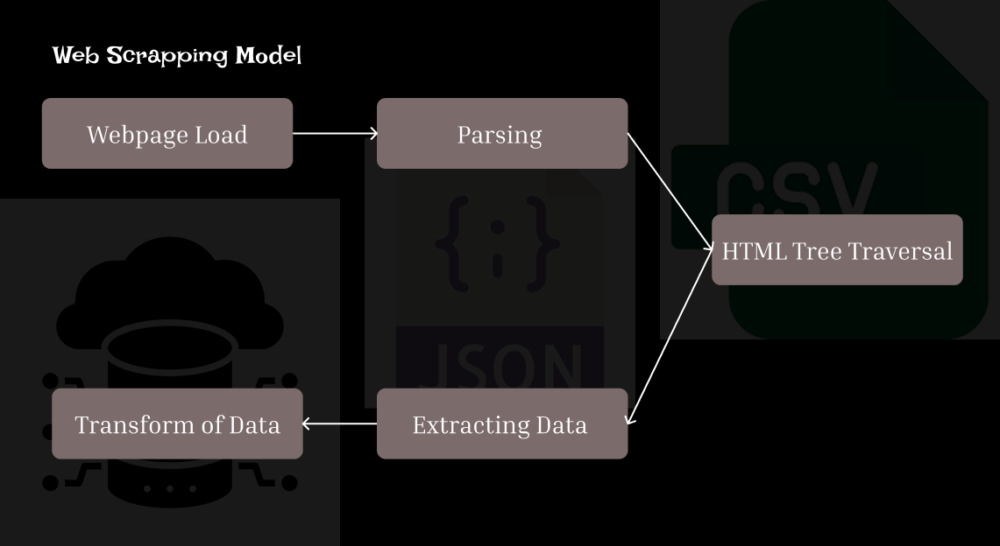 Web Scrapping Model
Webpage Load
Parsing
CSV
HTML Tree Traversal
JSON
Transform of Data
Extracting Data